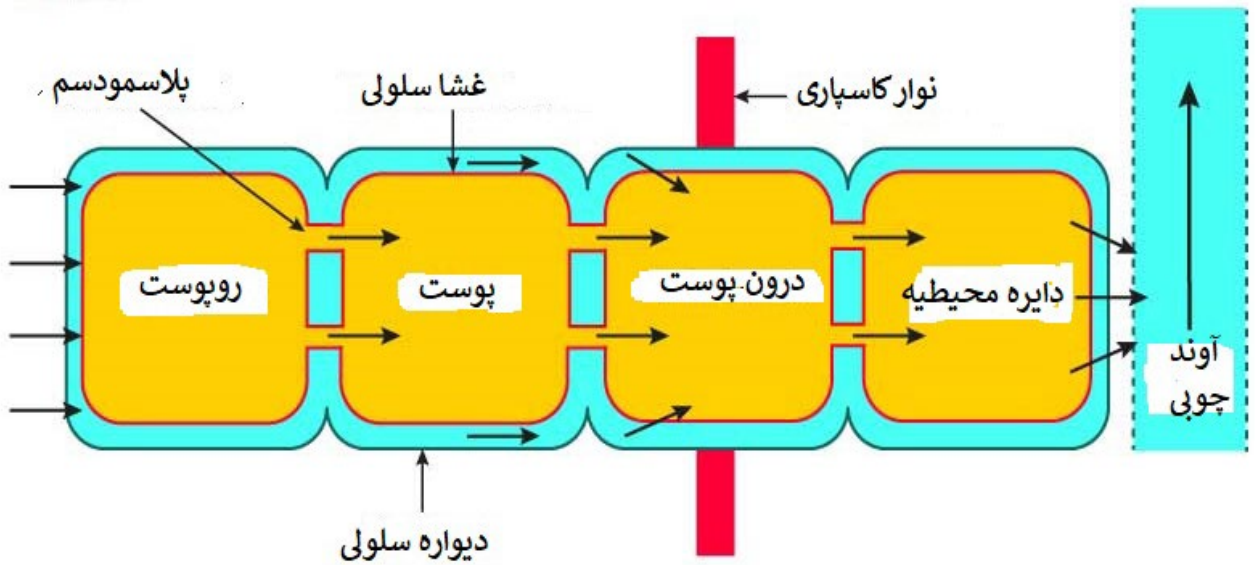 نوار کاسپاری
غشا سلولی
پلاسمودسم
روپوست
پوست
درون پوست
دایره محیطیه
آوند
چوبی
دیواره سلولی